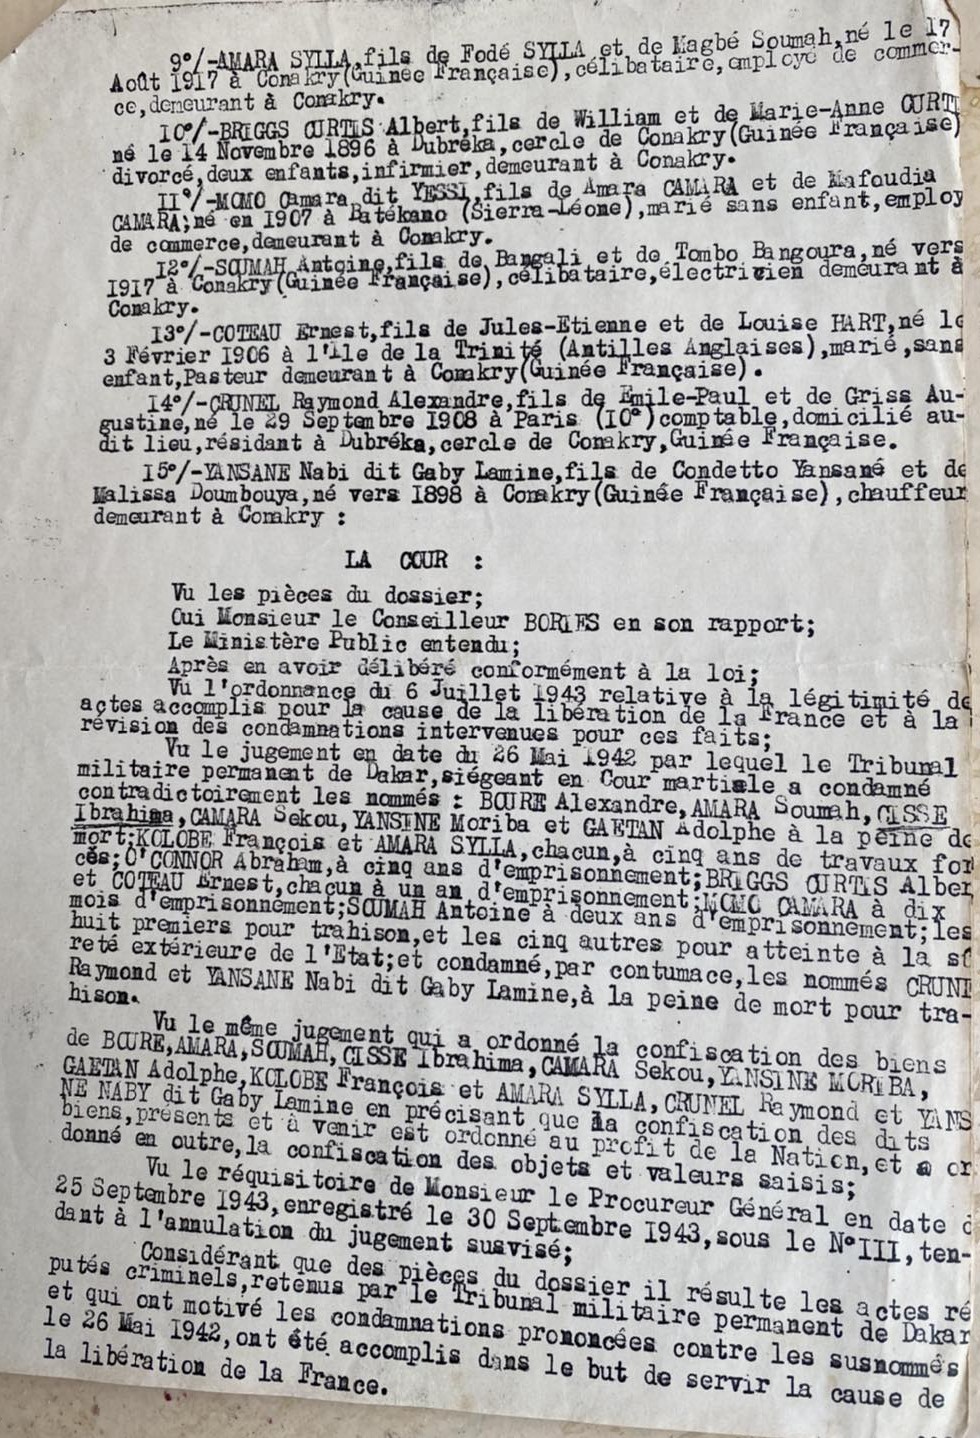 9°/-AMARA SYLLA,fils de Fodé SYLLA et de Magbé Soumah,né le 17
Août 1917 à Conakry(Guinée Française),célibataire,employé de commer-
ce,demeurant à Conakry.
10°/-BRIGGS CURTIS Albert,fils de William et de Marie-Anne CURTI
né le 14 Novembre 1896 à Dubréka,cercle de Conakry(Guinée Française)
divorcé,deux enfants,infirmier,demeurant à Conakry.
II°/-MOMO Camara dit YESSI,fils de Amara CAMARA et de Mafoudia
CAMARA;né en 1907 à Batékano (Sierra-Léone),marié sans enfant,employ
de commerce,demeurant à Conakry.
12°/-SOUMAH Antoine,fils de Bangali et de Tombo Bangoura,né vers
1917 à Conakry(Guinée Française),célibataire,électricien demeurant à
Conakry.
13°/-COTEAU Ernest,fils de Jules-Etienne et de Louise HART,né le
3 Février 1906 à l'Ile de la Trinité (Antilles Anglaises),marié,sans
enfant,Pasteur demeurant à Conakry(Guinée Française).
14°/-CRUNEL Raymond Alexandre,fils de Emile-Paul et de Griss Au-
gustine,né le 29 Septembre 1908 à Paris (10°)comptable,domicilié au-
dit lieu,résidant à Dubréka,cercle de Conakry,Guinée Française.
15°/-YANSANE Nabi dit Gaby Lamine,fils de Condetto Yansané et de
Malissa Doumbouya,né vers 1898 à Conakry(Guinée Française),chauffeur
demeurant à Conakry :
LA COUR :
Vu les pièces du dossier;
Oui Monsieur le Conseilleur BORIES en son rapport;
Le Ministère Public entendu;
Après en avoir délibéré conformément à la loi;
Vu l'ordonnance du 6 Juillet 1943 relative à la légitimité de
actes accomplis pour la cause de la libération de la France et à la
révision des condamnations intervenues pour ces faits;
Vu le jugement en date du 26 Mai 1942 par lequel le Tribunal
militaire permanent de Dakar,siégeant en Cour martiale a condamné
contradictoirement les nommés : BOURE Alexandre,AMARA Soumah,CISSE
Ibrahima,CAMARA Sekou,YANSINE Moriba et GAETAN Adolphe à la peine de
mort;KOLOBE François et AMARA SYLLA,chacun,à cinq ans de travaux for
cés;O'CONNOR Abraham,à cinq ans d'emprisonnement;BRIGGS CURTIS Alber
et COTEAU Ernest,chacun à un an d'emprisonnement;MOMO CAMARA à dix
mois d'emprisonnement;SOUMAH Antoine à deux ans d'emprisonnement;les
huit premiers pour trahison,et les cinq autres pour atteinte à la sû
reté extérieure de l'Etat;et condamné,par contumace,les nommés CRUNE
Raymond et YANSANE Nabi dit Gaby Lamine,à la peine de mort pour tra-
hison.
Vu le même jugement qui a ordonné la confiscation des biens
de BOURE,AMARA,SOUMAH,CISSE Ibrahima,CAMARA Sekou,YANSINE MORIBA,
GAETAN Adolphe,KOLOBE François et AMARA SYLLA,CRUNEL Raymond et YANS
NE NABY dit Gaby Lamine en précisant que la confiscation des dits
biens,présents et à venir est ordonné au profit de la Nation,et a or
donné en outre,la confiscation des objets et valeurs saisis;
Vu le réquisitoire de Monsieur le Procureur Général en date d
25 Septembre 1943,enregistré le 30 Septembre 1943,sous le N°III,ten-
dant à l'annulation du jugement susvisé;
Considérant que des pièces du dossier il résulte les actes ré
putés criminels,retenus par le Tribunal militaire permanent de Dakar
et qui ont motivé les condamnations prononcées contre les susnommés
le 26 Mai 1942,ont été accomplis dans le but de servir la cause de
la libération de la France.